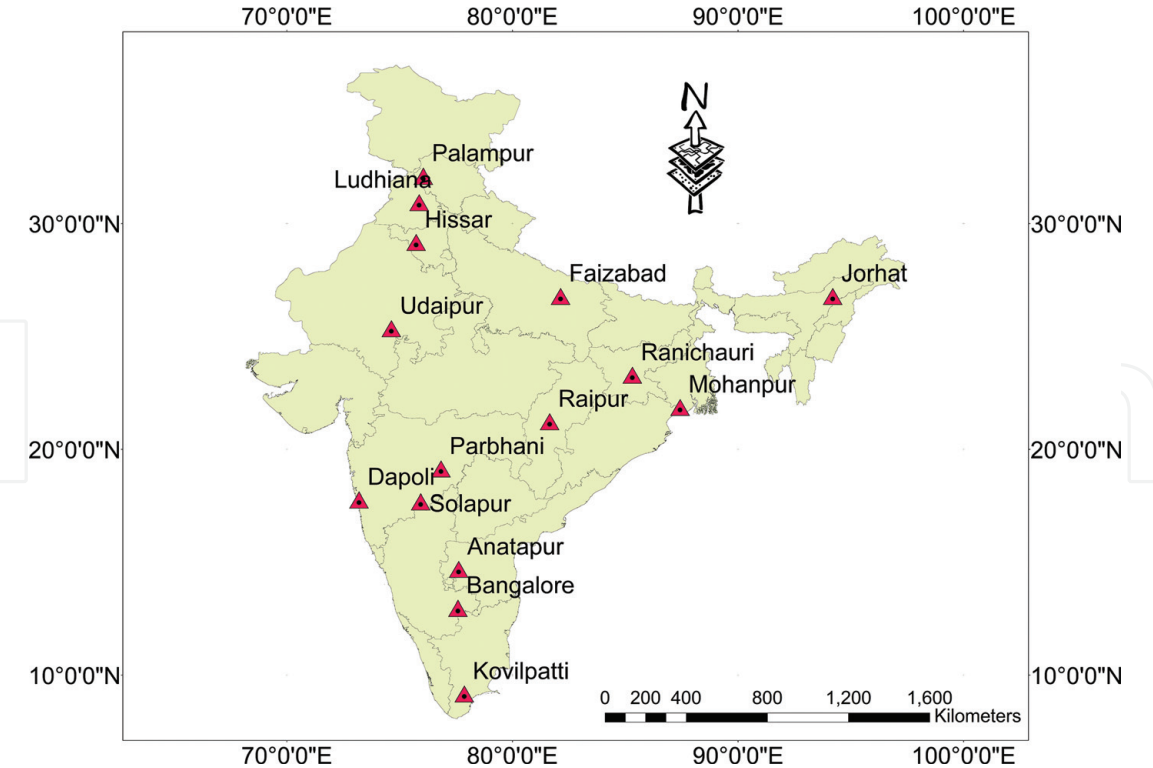 70°0'0"E 80°0'0"E 90°0'0"E 100°0'0"E
N
Palampur
Ludhiana
Hissar
30°0'0"N 30°0'0"N
Faizabad
Jorhat
Udaipur
Ranichauri
Mohanpur
Raipur
20°0'0"N 20°0'0"N
Parbhani
Dapoli
Solapur
Anatapur
Bangalore
Kovilpatti
10°0'0"N 10°0'0"N
0 200 400 800 1,200 1,600
Kilometers
70°0'0"E 80°0'0"E 90°0'0"E 100°0'0"E